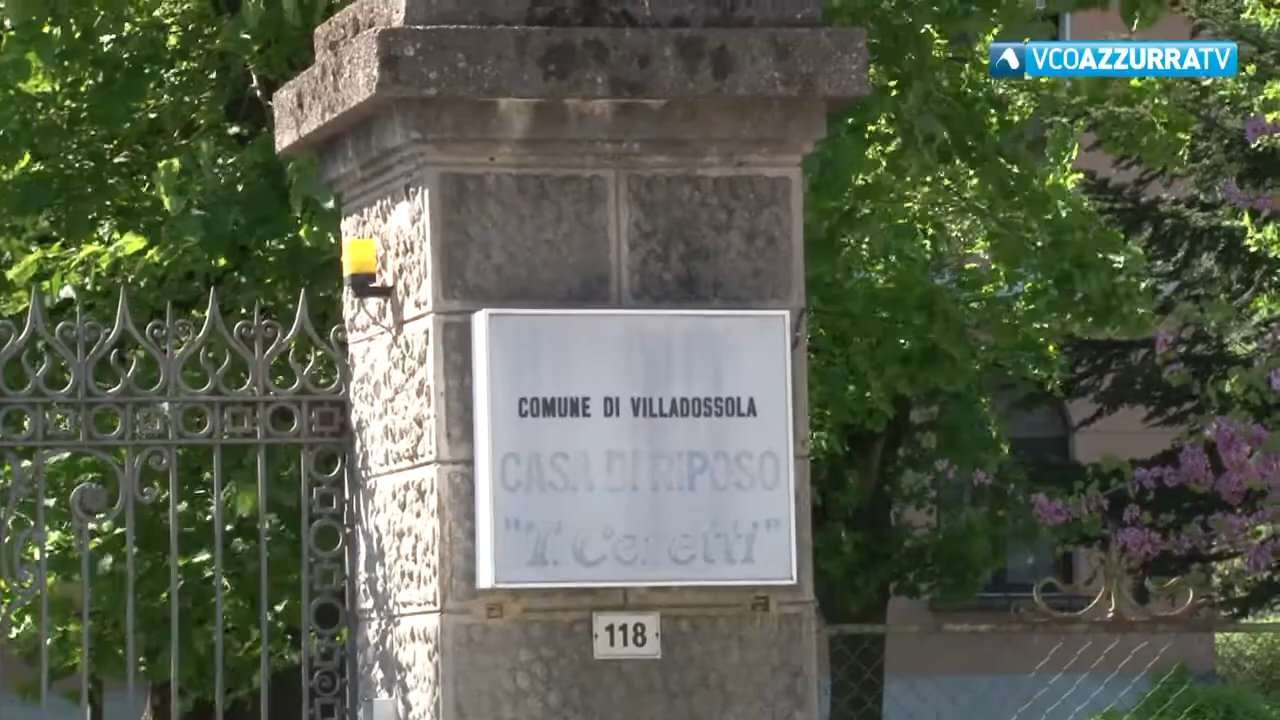 VCOAZZURRATV
COMUNE DI VILLADOSSOLA
CASA DI RIPOSO
"T. Ceretti"
118